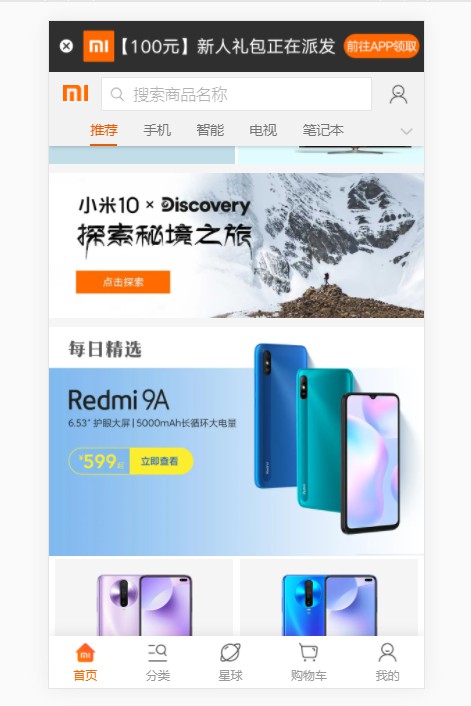 【100元】新人礼包正在派发
前往APP领取
搜索商品名称
推荐 手机 智能 电视 笔记本
小米10 × Discovery
探索秘境之旅
点击探索
每日精选
Redmi 9A
6.53" 护眼大屏 | 5000mAh长循环大电量
¥599起 立即查看
Redmi
首页 分类 星球 购物车 我的